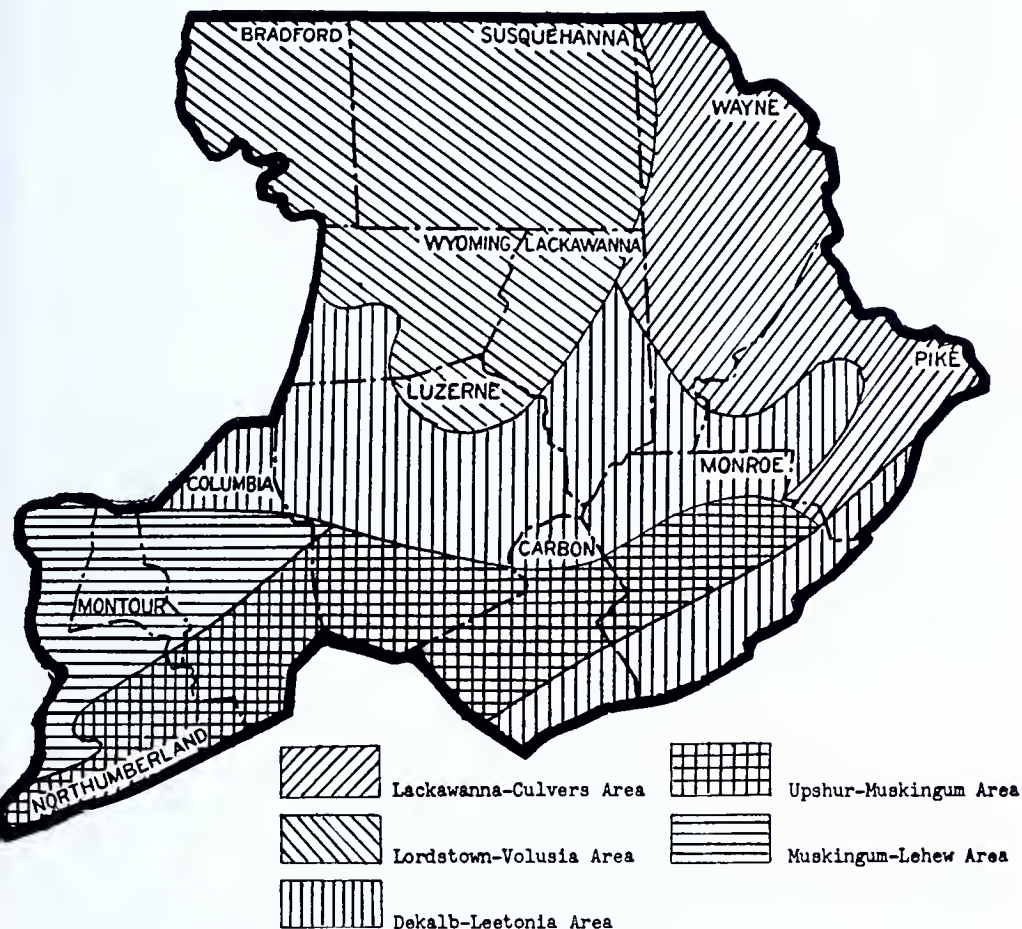 BRADFORD
SUSQUEHANNA
WAYNE
WYOMING
LACKAWANNA
PIKE
LUZERNE
MONROE
COLUMBIA
CARBON
MONTOUR
NORTHUMBERLAND
Lackawanna-Culvers Area
Upshur-Muskingum Area
Lordstown-Volusia Area
Muskingum-Lehew Area
Dekalb-Leetonia Area